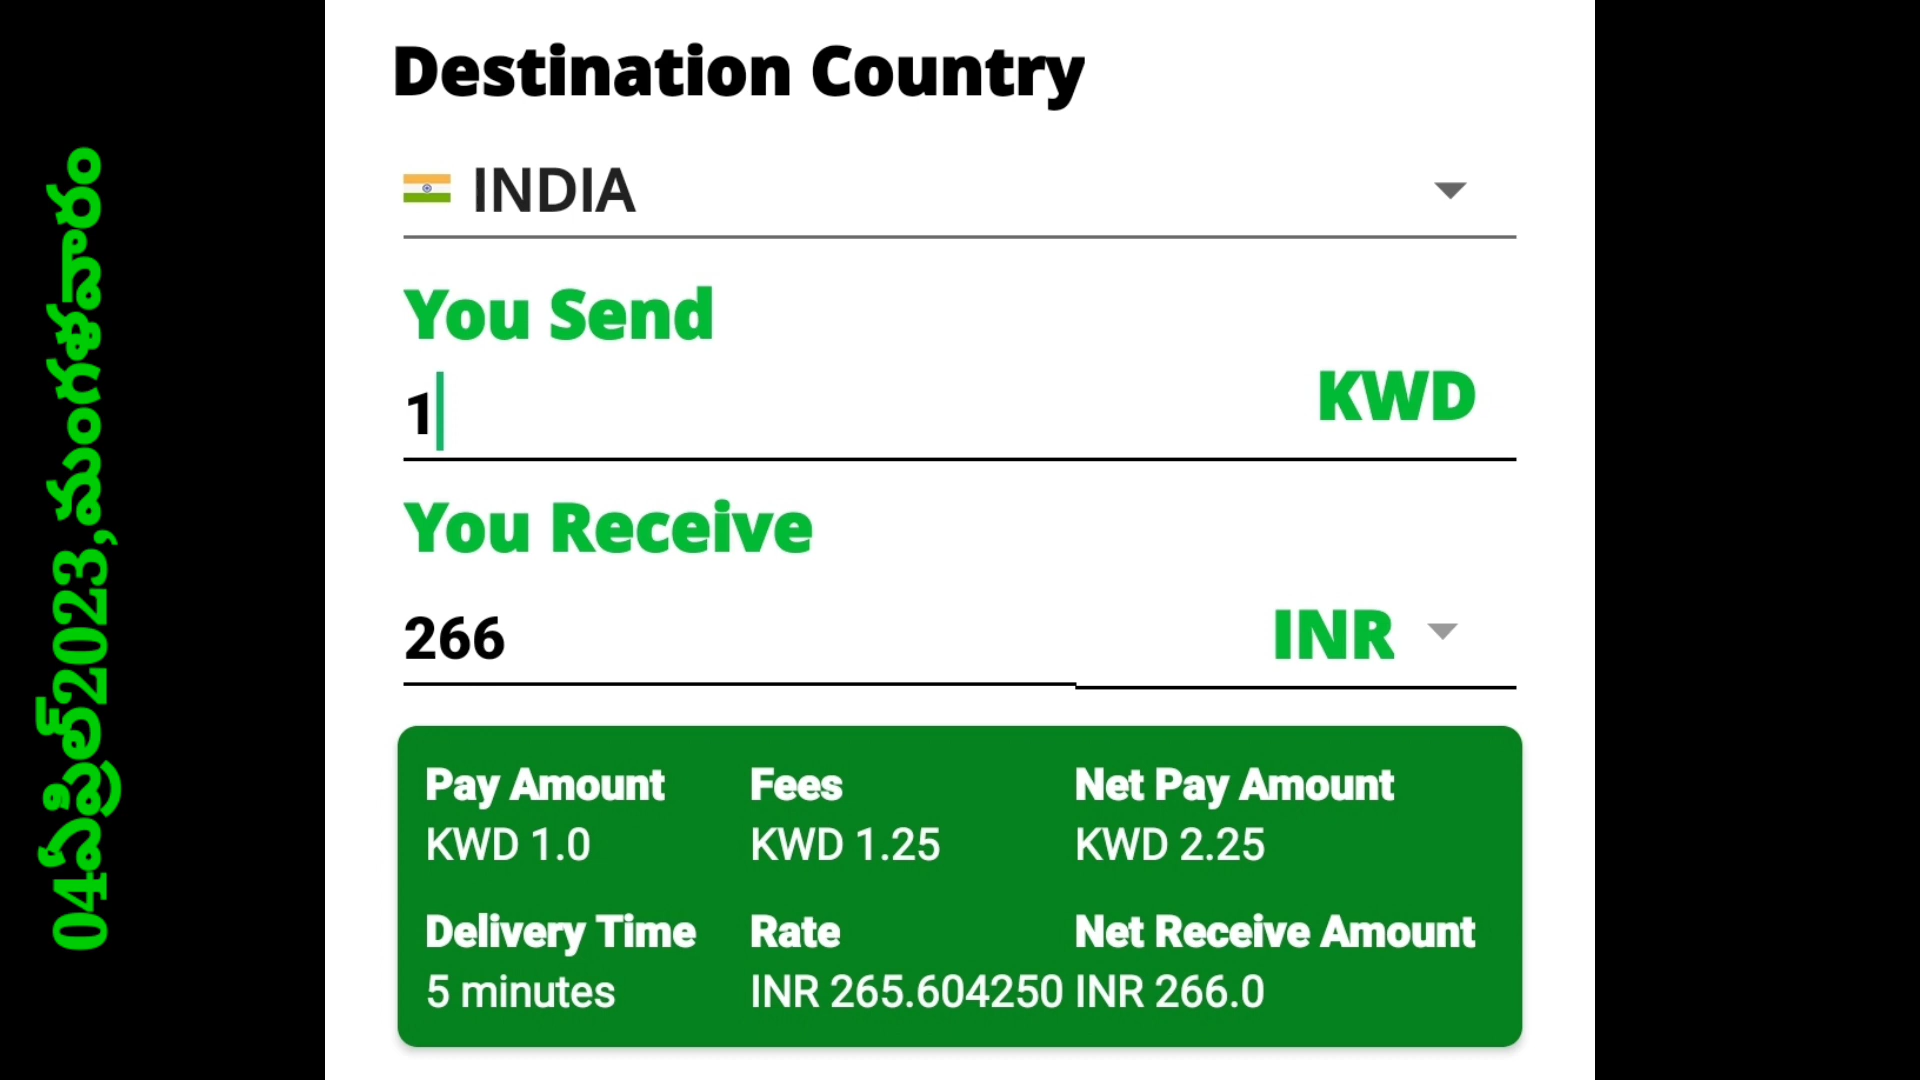 04ఏప్రిల్2023,మంగళవారం
Destination Country
INDIA
You Send
1 KWD
You Receive
266 INR
Pay Amount Fees Net Pay Amount
KWD 1.0 KWD 1.25 KWD 2.25
Delivery Time Rate Net Receive Amount
5 minutes INR 265.604250 INR 266.0